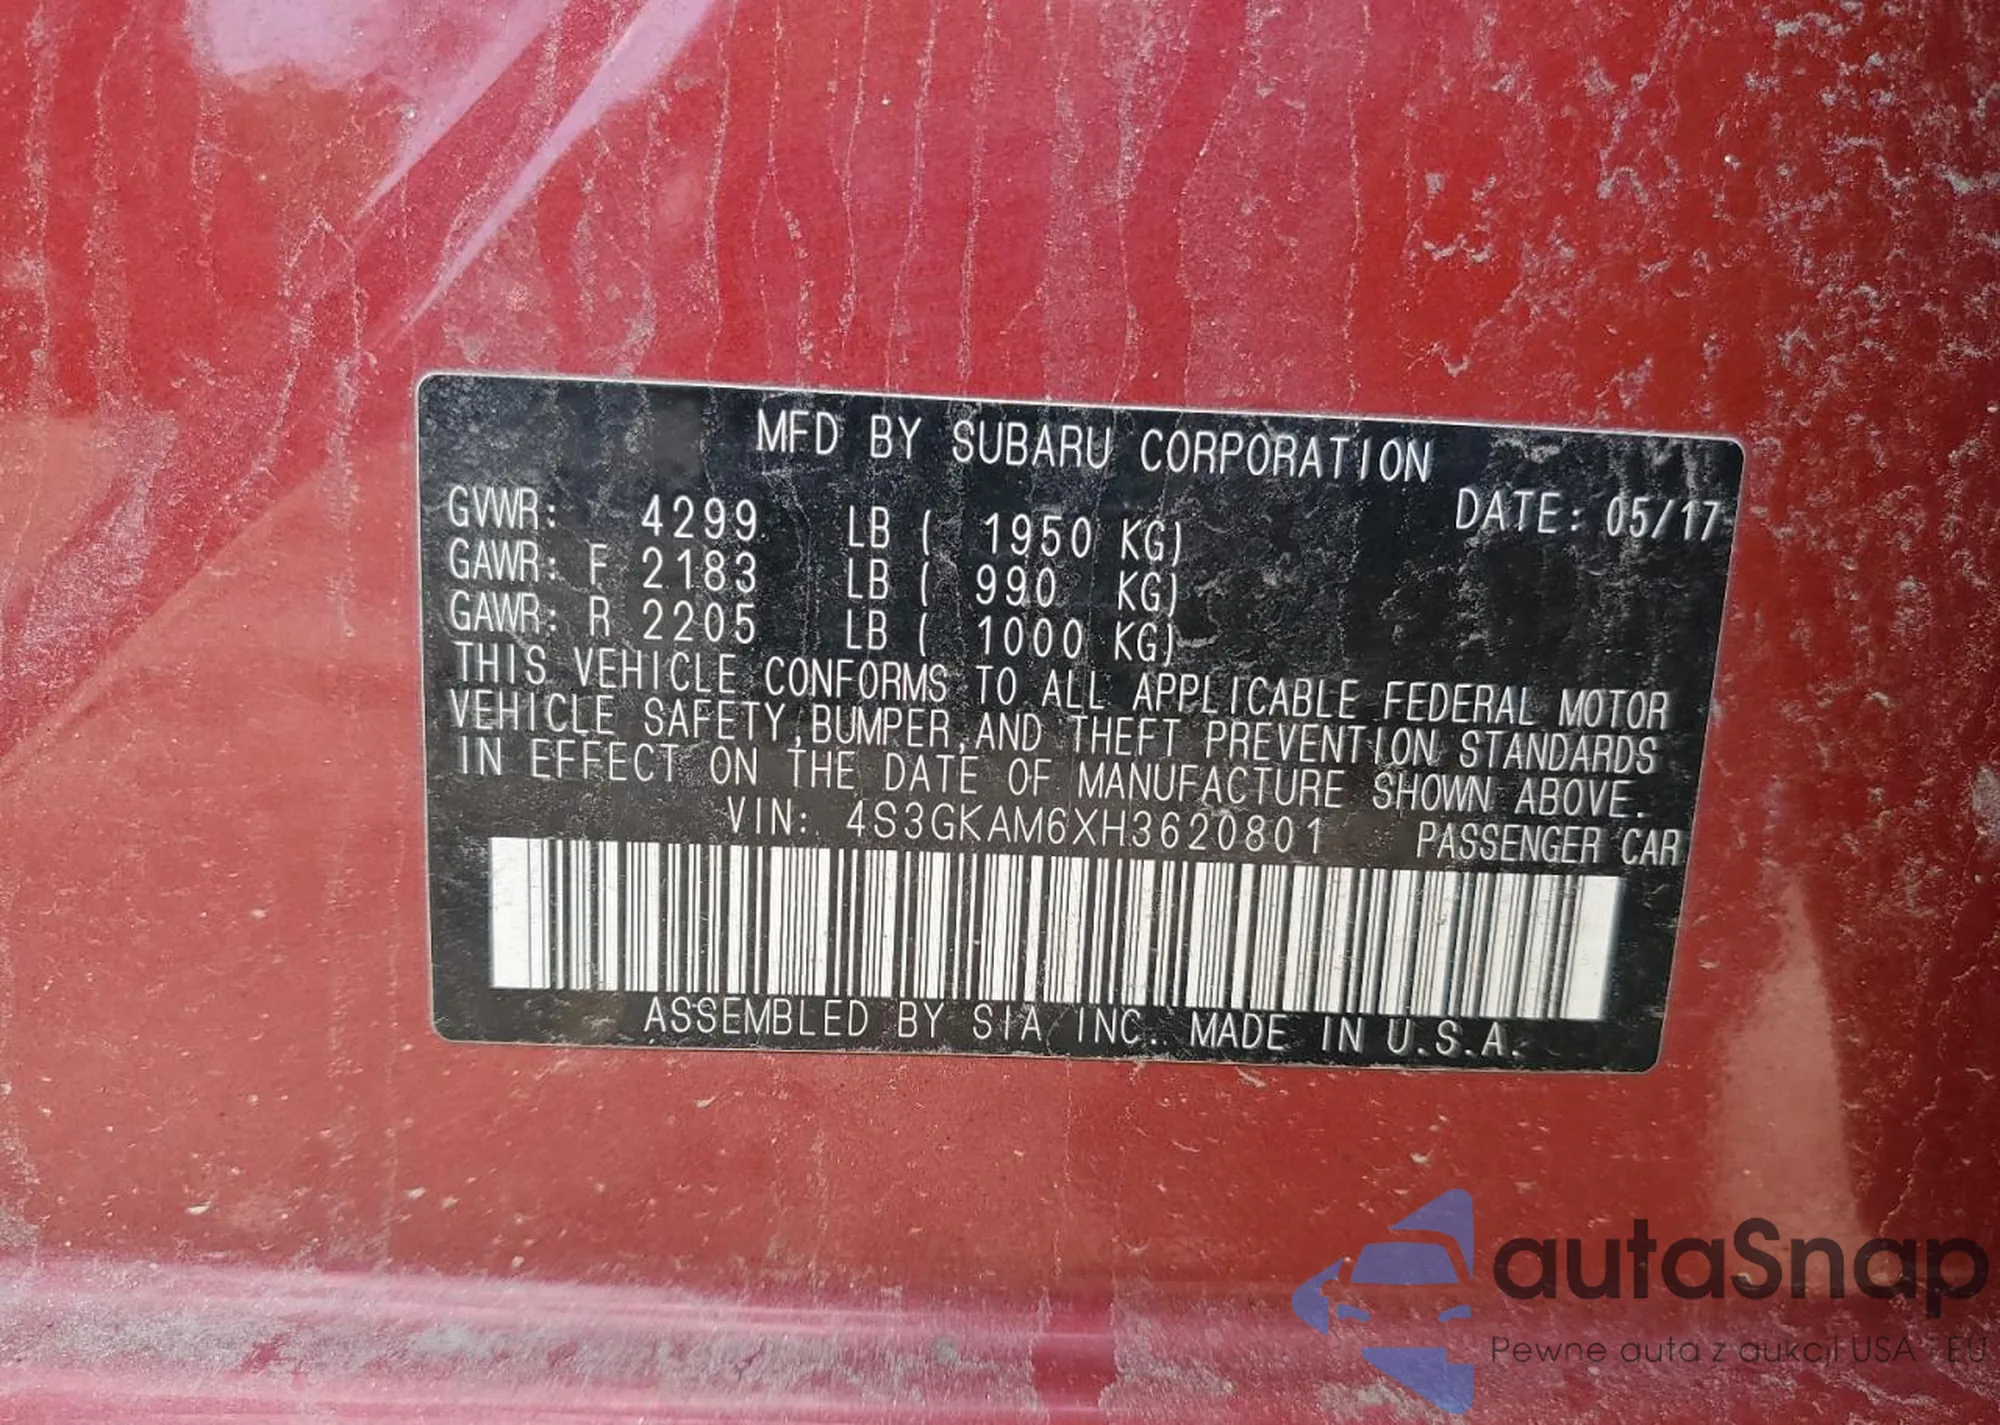 MFD BY SUBARU CORPORATION
DATE: 05/17
GVWR: 4299 LB ( 1950 KG)
GAWR: F 2183 LB ( 990 KG)
GAWR: R 2205 LB ( 1000 KG)
THIS VEHICLE CONFORMS TO ALL APPLICABLE FEDERAL MOTOR
VEHICLE SAFETY,BUMPER,AND THEFT PREVENTION STANDARDS
IN EFFECT ON THE DATE OF MANUFACTURE SHOWN ABOVE.
VIN: 4S3GKAM6XH3620801 PASSENGER CAR
ASSEMBLED BY SIA INC. MADE IN U.S.A.
autaSnap
Pewne auta z aukcji USA - EU